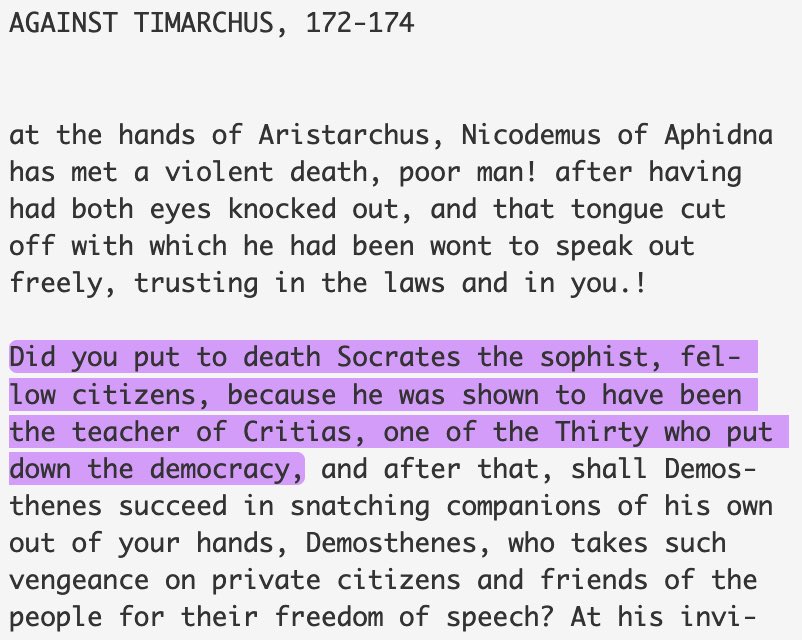 AGAINST TIMARCHUS, 172-174
at the hands of Aristarchus, Nicodemus of Aphidna
has met a violent death, poor man! after having
had both eyes knocked out, and that tongue cut
off with which he had been wont to speak out
freely, trusting in the laws and in you.!
Did you put to death Socrates the sophist, fel-
low citizens, because he was shown to have been
the teacher of Critias, one of the Thirty who put
down the democracy, and after that, shall Demos-
thenes succeed in snatching companions of his own
out of your hands, Demosthenes, who takes such
vengeance on private citizens and friends of the
people for their freedom of speech? At his invi-